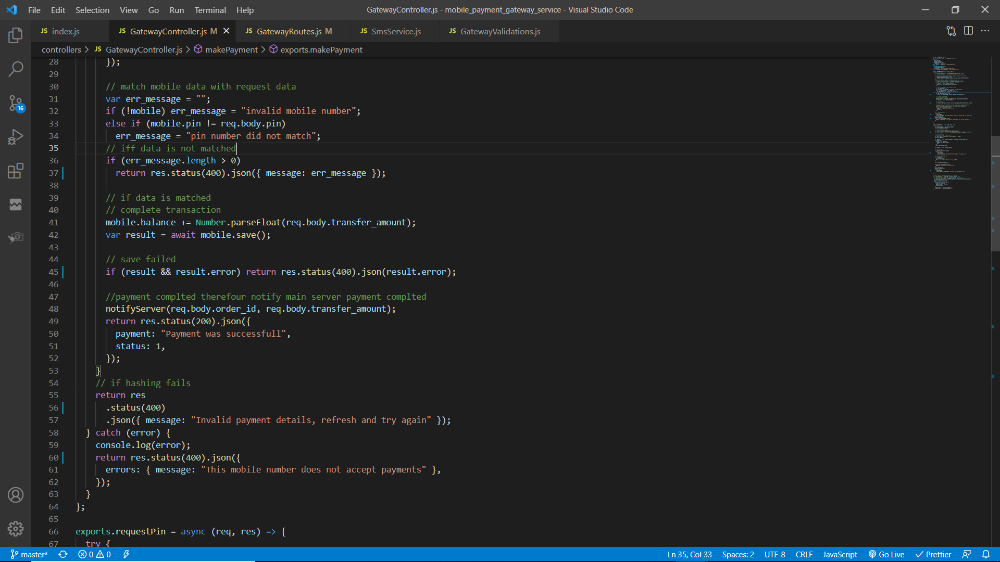 File Edit Selection View Go Run Terminal Help GatewayController.js - mobile_payment_gateway_service - Visual Studio Code
JS index.js JS GatewayController.js M JS GatewayRoutes.js M JS SmsService.js JS GatewayValidations.js
controllers > JS GatewayController.js > makePayment > exports.makePayment
28 });
29
30 // match mobile data with request data
31 var err_message = "";
32 if (!mobile) err_message = "invalid mobile number";
33 else if (mobile.pin != req.body.pin)
34 err_message = "pin number did not match";
35 // iff data is not matched
36 if (err_message.length > 0)
37 return res.status(400).json({ message: err_message });
38
39 // if data is matched
40 // complete transaction
41 mobile.balance += Number.parseFloat(req.body.transfer_amount);
42 var result = await mobile.save();
43
44 // save failed
45 if (result && result.error) return res.status(400).json(result.error);
46
47 //payment complted therefour notify main server payment complted
48 notifyServer(req.body.order_id, req.body.transfer_amount);
49 return res.status(200).json({
50 payment: "Payment was successfull",
51 status: 1,
52 });
53 }
54 // if hashing fails
55 return res
56 .status(400)
57 .json({ message: "Invalid payment details, refresh and try again" });
58 } catch (error) {
59 console.log(error);
60 return res.status(400).json({
61 errors: { message: "This mobile number does not accept payments" },
62 });
63 }
64 };
65
66 exports.requestPin = async (req, res) => {
67 try {
16
master* 0 0 Ln 35, Col 33 Spaces: 2 UTF-8 CRLF JavaScript Go Live Prettier